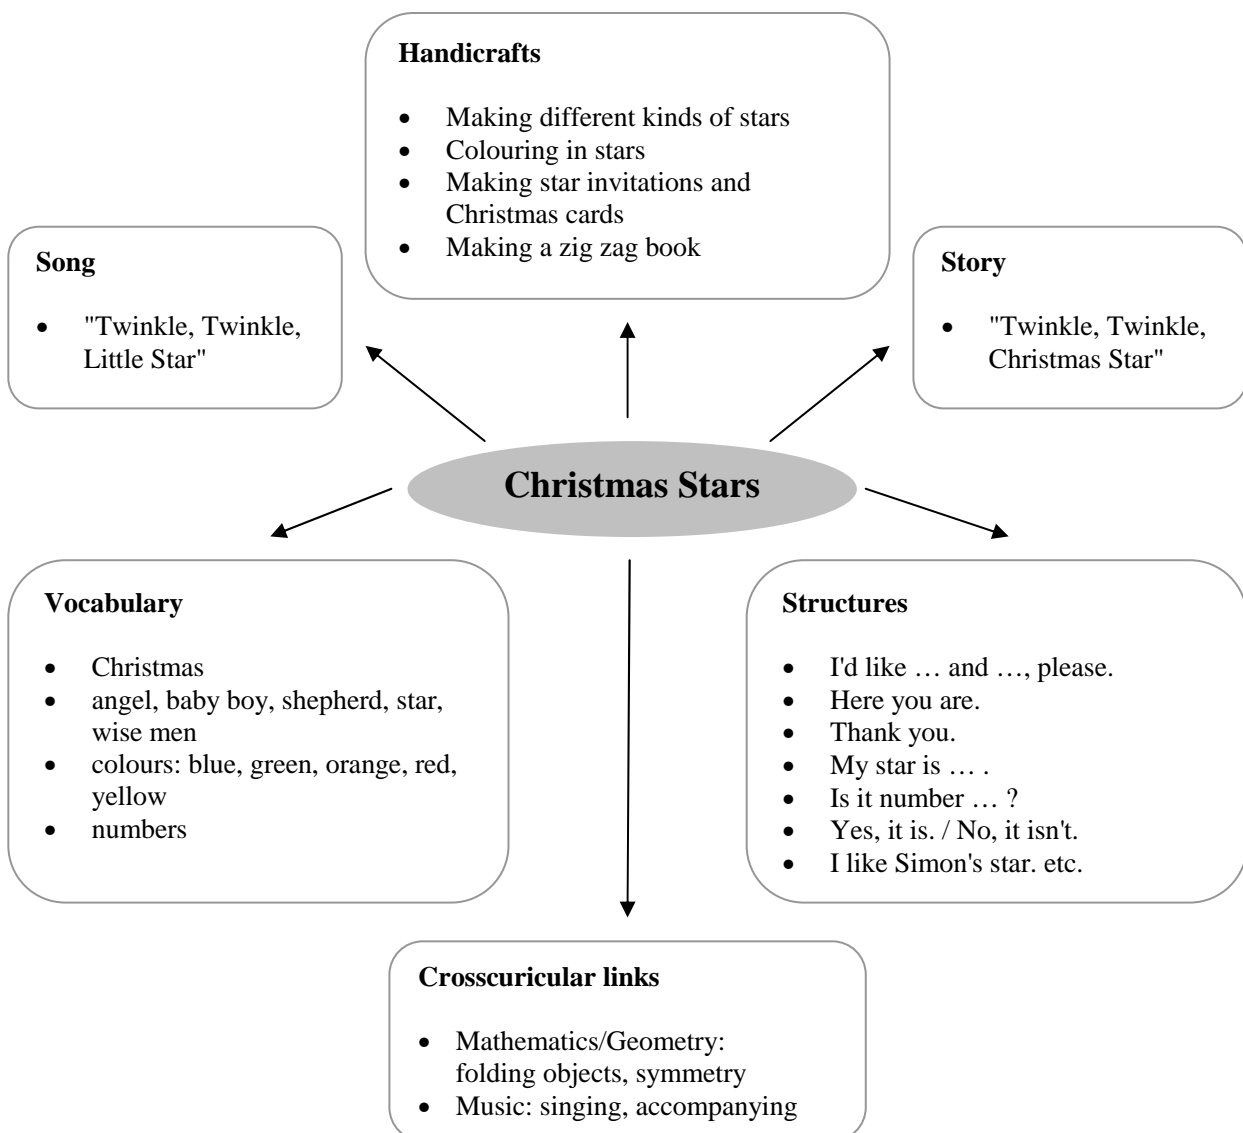 Handicrafts
• Making different kinds of stars
• Colouring in stars
• Making star invitations and
Christmas cards
• Making a zig zag book
Song
• "Twinkle, Twinkle,
Little Star"
Story
• "Twinkle, Twinkle,
Christmas Star"
Christmas Stars
Vocabulary
• Christmas
• angel, baby boy, shepherd, star,
wise men
• colours: blue, green, orange, red,
yellow
• numbers
Structures
• I'd like … and …, please.
• Here you are.
• Thank you.
• My star is … .
• Is it number … ?
• Yes, it is. / No, it isn't.
• I like Simon's star. etc.
Crosscuricular links
• Mathematics/Geometry:
folding objects, symmetry
• Music: singing, accompanying